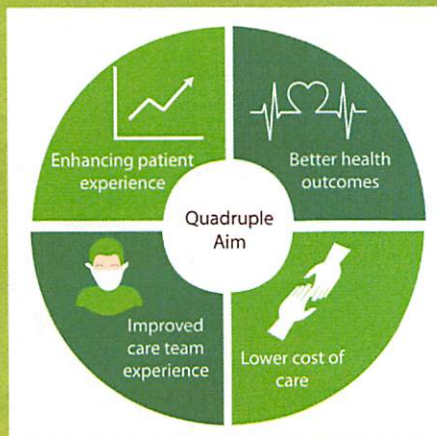 Enhancing patient
experience
Better health
outcomes
Quadruple
Aim
Improved
care team
experience
Lower cost of
care